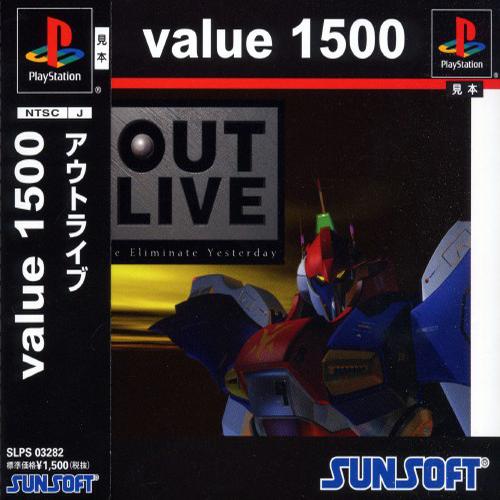 PlayStation
®
見本
NTSC J
アウトライブ
value 1500
SLPS 03282
標準価格¥1,500(税抜)
SUNSOFT®
value 1500
PlayStation
®
見本
OUT
LIVE
e Eliminate Yesterday
SUNSOFT®